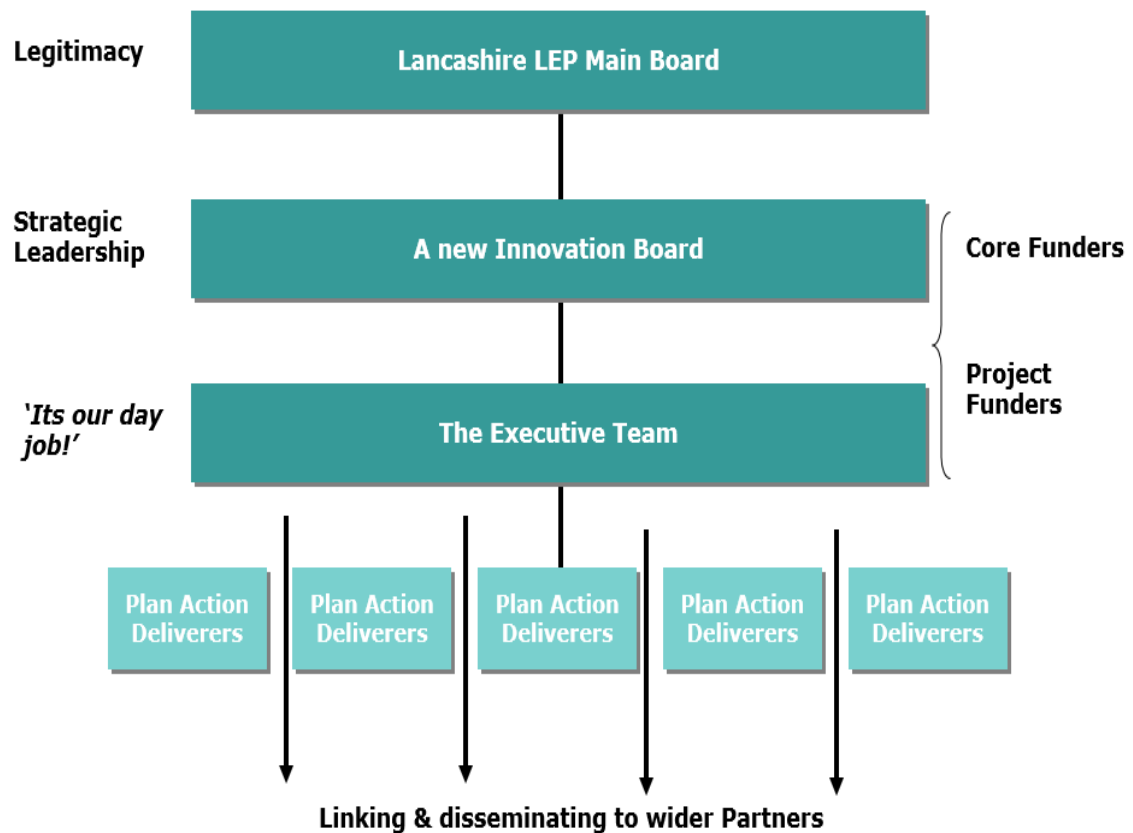 Legitimacy
Lancashire LEP Main Board
Strategic
Leadership
A new Innovation Board
Core Funders
Project
Funders
‘Its our day
job!’
The Executive Team
Plan Action
Deliverers
Plan Action
Deliverers
Plan Action
Deliverers
Plan Action
Deliverers
Plan Action
Deliverers
Linking & disseminating to wider Partners